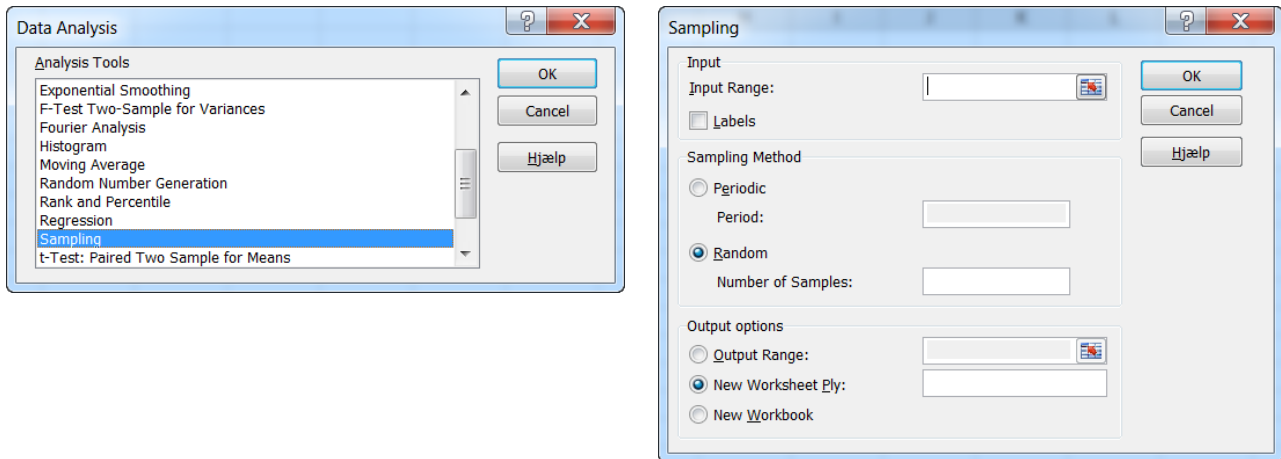 Data Analysis
Analysis Tools
Exponential Smoothing
F-Test Two-Sample for Variances
Fourier Analysis
Histogram
Moving Average
Random Number Generation
Rank and Percentile
Regression
Sampling
t-Test: Paired Two Sample for Means
OK
Cancel
Hjælp
Sampling
Input
Input Range:
Labels
Sampling Method
Periodic
Period:
Random
Number of Samples:
Output options
Output Range:
New Worksheet Ply:
New Workbook
OK
Cancel
Hjælp